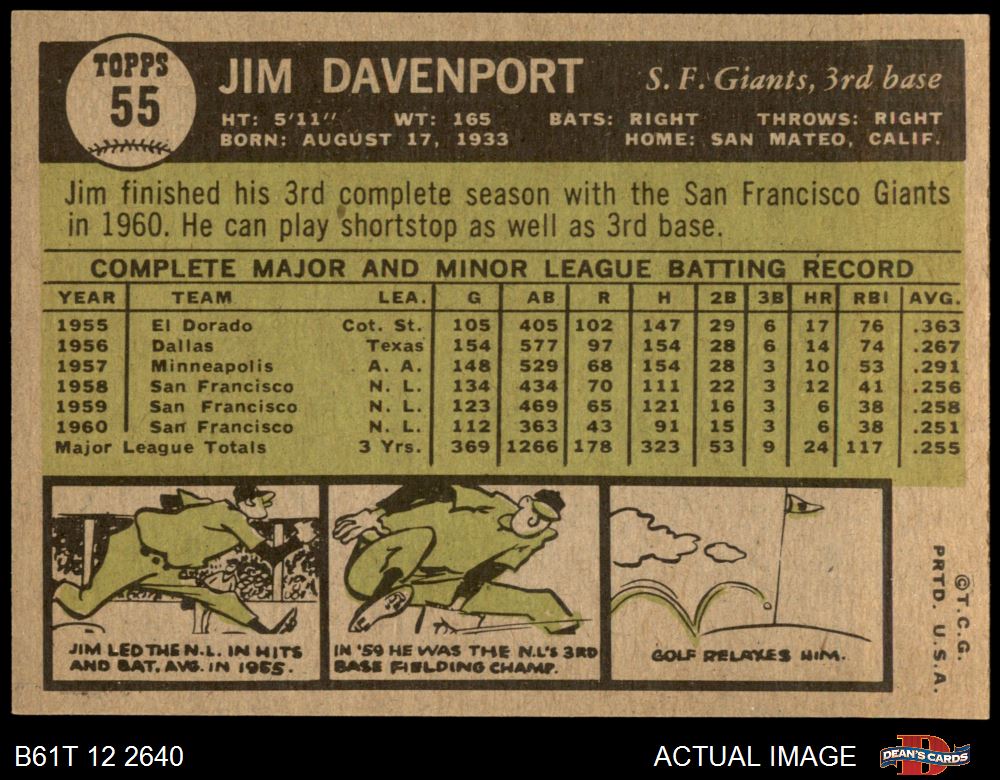 TOPPS
55
JIM DAVENPORT
S. F. Giants, 3rd base
HT: 5'11" WT: 165 BATS: RIGHT THROWS: RIGHT
BORN: AUGUST 17, 1933 HOME: SAN MATEO, CALIF.
Jim finished his 3rd complete season with the San Francisco Giants
in 1960. He can play shortstop as well as 3rd base.
COMPLETE MAJOR AND MINOR LEAGUE BATTING RECORD
YEAR TEAM LEA. G AB R H 2B 3B HR RBI AVG.
1955 El Dorado Cot. St. 105 405 102 147 29 6 17 76 .363
1956 Dallas Texas 154 577 97 154 28 6 14 74 .267
1957 Minneapolis A. A. 148 529 68 154 28 3 10 53 .291
1958 San Francisco N. L. 134 434 70 111 22 3 12 41 .256
1959 San Francisco N. L. 123 469 65 121 16 3 6 38 .258
1960 San Francisco N. L. 112 363 43 91 15 3 6 38 .251
Major League Totals 3 Yrs. 369 1266 178 323 53 9 24 117 .255
JIM LED THE N.L. IN HITS
AND BAT. AVG. IN 1955.
IN '59 HE WAS THE N.L'S 3RD
BASE FIELDING CHAMP.
GOLF RELAXES HIM.
©T.C.G.
PRTD. U.S.A.
B61T 12 2640
ACTUAL IMAGE
DEAN'S CARDS